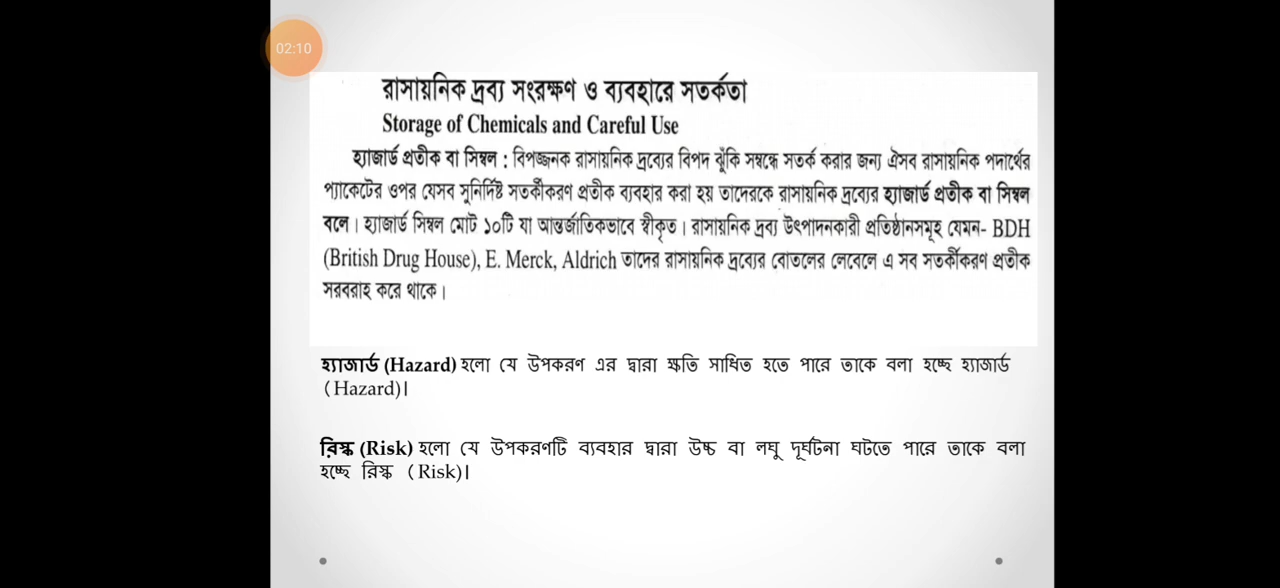 02:10
রাসায়নিক দ্রব্য সংরক্ষণ ও ব্যবহারে সতর্কতা
Storage of Chemicals and Careful Use
হ্যাজার্ড প্রতীক বা সিম্বল : বিপজ্জনক রাসায়নিক দ্রব্যের বিপদ ঝুঁকি সম্বন্ধে সতর্ক করার জন্য ঐসব রাসায়নিক পদার্থের
প্যাকেটের ওপর যেসব সুনির্দিষ্ট সতর্কীকরণ প্রতীক ব্যবহার করা হয় তাদেরকে রাসায়নিক দ্রব্যের হ্যাজার্ড প্রতীক বা সিম্বল
বলে। হ্যাজার্ড সিম্বল মোট ১০টি যা আন্তর্জাতিকভাবে স্বীকৃত। রাসায়নিক দ্রব্য উৎপাদনকারী প্রতিষ্ঠানসমূহ যেমন- BDH
(British Drug House), E. Merck, Aldrich তাদের রাসায়নিক দ্রব্যের বোতলের লেবেলে এ সব সতর্কীকরণ প্রতীক
সরবরাহ করে থাকে।
হ্যাজার্ড (Hazard) হলো যে উপকরণ এর দ্বারা ক্ষতি সাধিত হতে পারে তাকে বলা হচ্ছে হ্যাজার্ড
(Hazard)।
রিস্ক (Risk) হলো যে উপকরণটি ব্যবহার দ্বারা উচ্চ বা লঘু দূর্ঘটনা ঘটতে পারে তাকে বলা
হচ্ছে রিস্ক (Risk)।